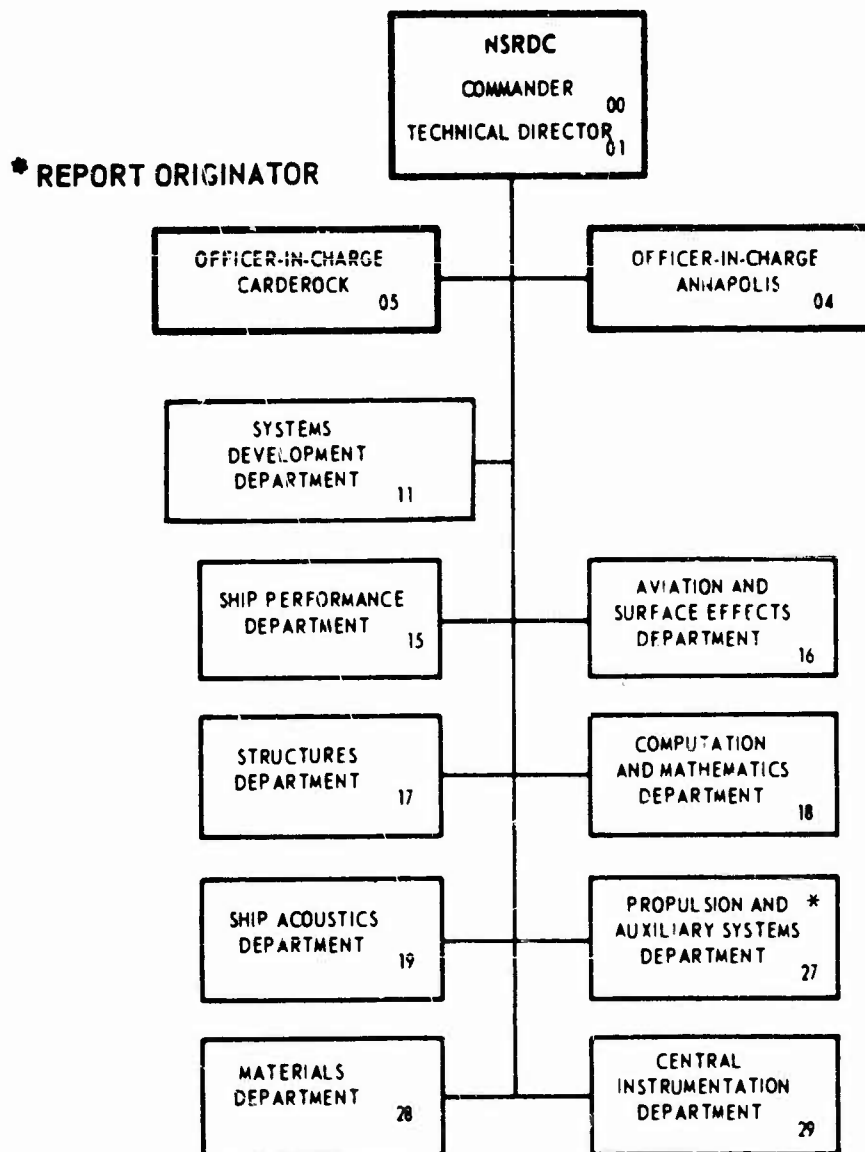 NSRDC
COMMANDER
00
TECHNICAL DIRECTOR
01
* REPORT ORIGINATOR
OFFICER-IN-CHARGE
CARDEROCK
05
OFFICER-IN-CHARGE
ANNAPOLIS
04
SYSTEMS
DEVELOPMENT
DEPARTMENT
11
SHIP PERFORMANCE
DEPARTMENT
15
AVIATION AND
SURFACE EFFECTS
DEPARTMENT
16
STRUCTURES
DEPARTMENT
17
COMPUTATION
AND MATHEMATICS
DEPARTMENT
18
SHIP ACOUSTICS
DEPARTMENT
19
PROPULSION AND *
AUXILIARY SYSTEMS
DEPARTMENT
27
MATERIALS
DEPARTMENT
28
CENTRAL
INSTRUMENTATION
DEPARTMENT
29